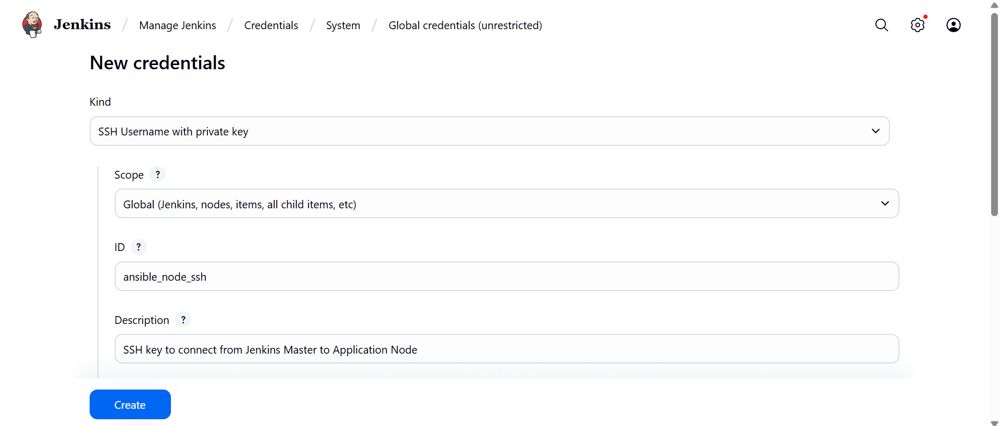 Jenkins / Manage Jenkins / Credentials / System / Global credentials (unrestricted)
New credentials
Kind
SSH Username with private key
Scope ?
Global (Jenkins, nodes, items, all child items, etc)
ID ?
ansible_node_ssh
Description ?
SSH key to connect from Jenkins Master to Application Node
Create